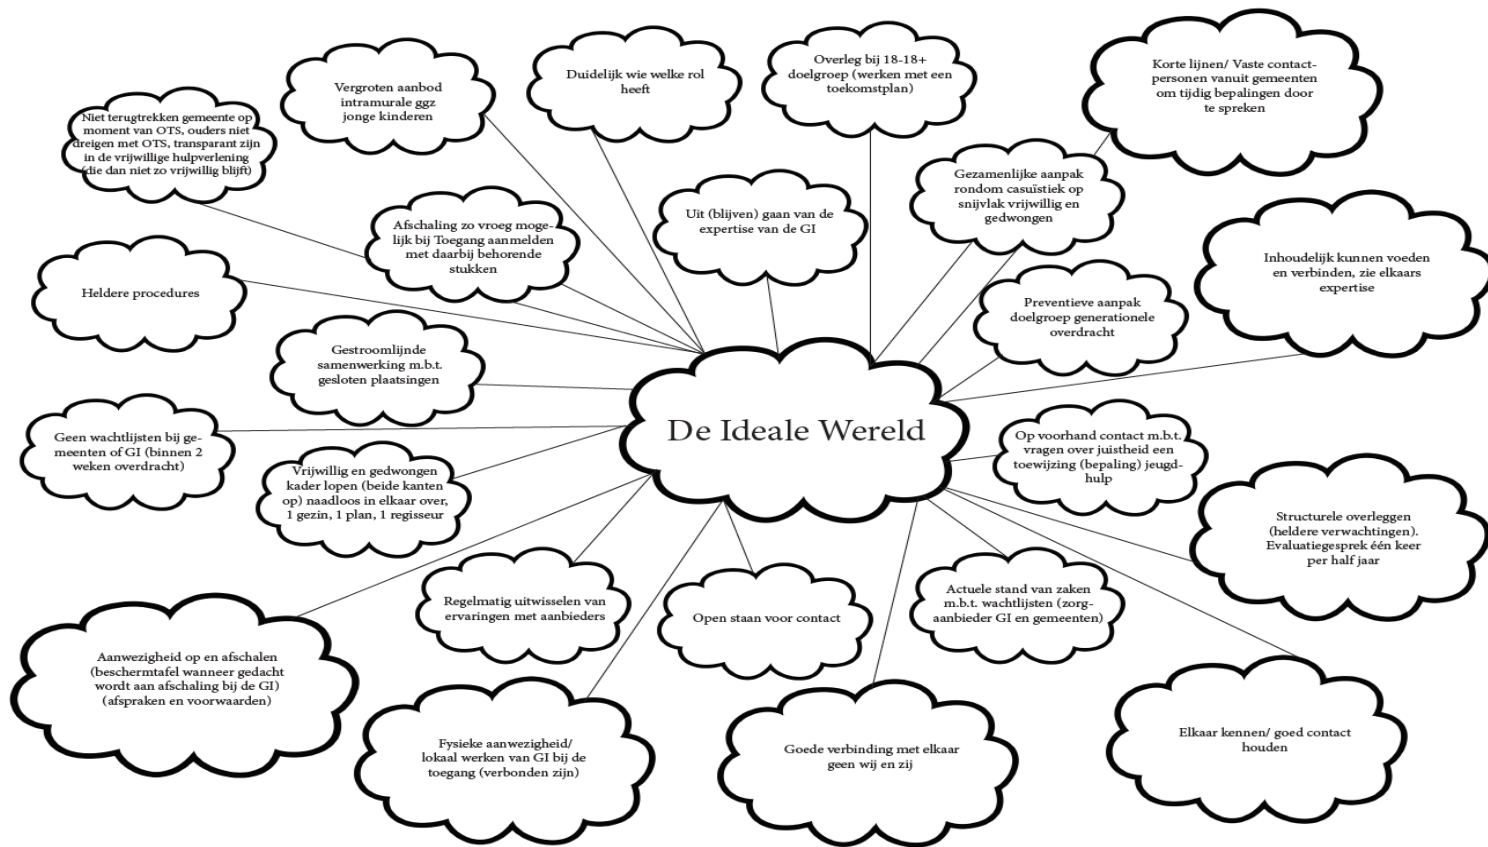 Vergroten aanbod
intramurale ggz
jonge kinderen
Duidelijk wie welke rol
heeft
Overleg bij 18-18+
doelgroep (werken met een
toekomstplan)
Korte lijnen/ Vaste contact-
personen vanuit gemeenten
om tijdig bepalingen door
te spreken
Niet terugtrekken gemeente op
moment van OTS, ouders niet
dreigen met OTS, transparant zijn
in de vrijwillige hulpverlening
(die dan niet zo vrijwillig blijft)
Afschaling zo vroeg moge-
lijk bij Toegang aanmelden
met daarbij behorende
stukken
Uit (blijven) gaan van de
expertise van de GI
Gezamenlijke aanpak
rondom casuïstiek op
snijvlak vrijwillig en
gedwongen
Inhoudelijk kunnen voeden
en verbinden, zie elkaars
expertise
Heldere procedures
Preventieve aanpak
doelgroep generationele
overdracht
Gestroomlijnde
samenwerking m.b.t.
gesloten plaatsingen
De Ideale Wereld
Geen wachtlijsten bij ge-
meenten of GI (binnen 2
weken overdracht)
Vrijwillig en gedwongen
kader lopen (beide kanten
op) naadloos in elkaar over,
1 gezin, 1 plan, 1 regisseur
Op voorhand contact m.b.t.
vragen over juistheid een
toewijzing (bepaling) jeugd-
hulp
Structurele overleggen
(heldere verwachtingen).
Evaluatiegesprek één keer
per half jaar
Regelmatig uitwisselen van
ervaringen met aanbieders
Open staan voor contact
Actuele stand van zaken
m.b.t. wachtlijsten (zorg-
aanbieder GI en gemeenten)
Aanwezigheid op en afschalen
(beschermtafel wanneer gedacht
wordt aan afschaling bij de GI)
(afspraken en voorwaarden)
Fysieke aanwezigheid/
lokaal werken van GI bij de
toegang (verbonden zijn)
Goede verbinding met elkaar
geen wij en zij
Elkaar kennen/ goed contact
houden